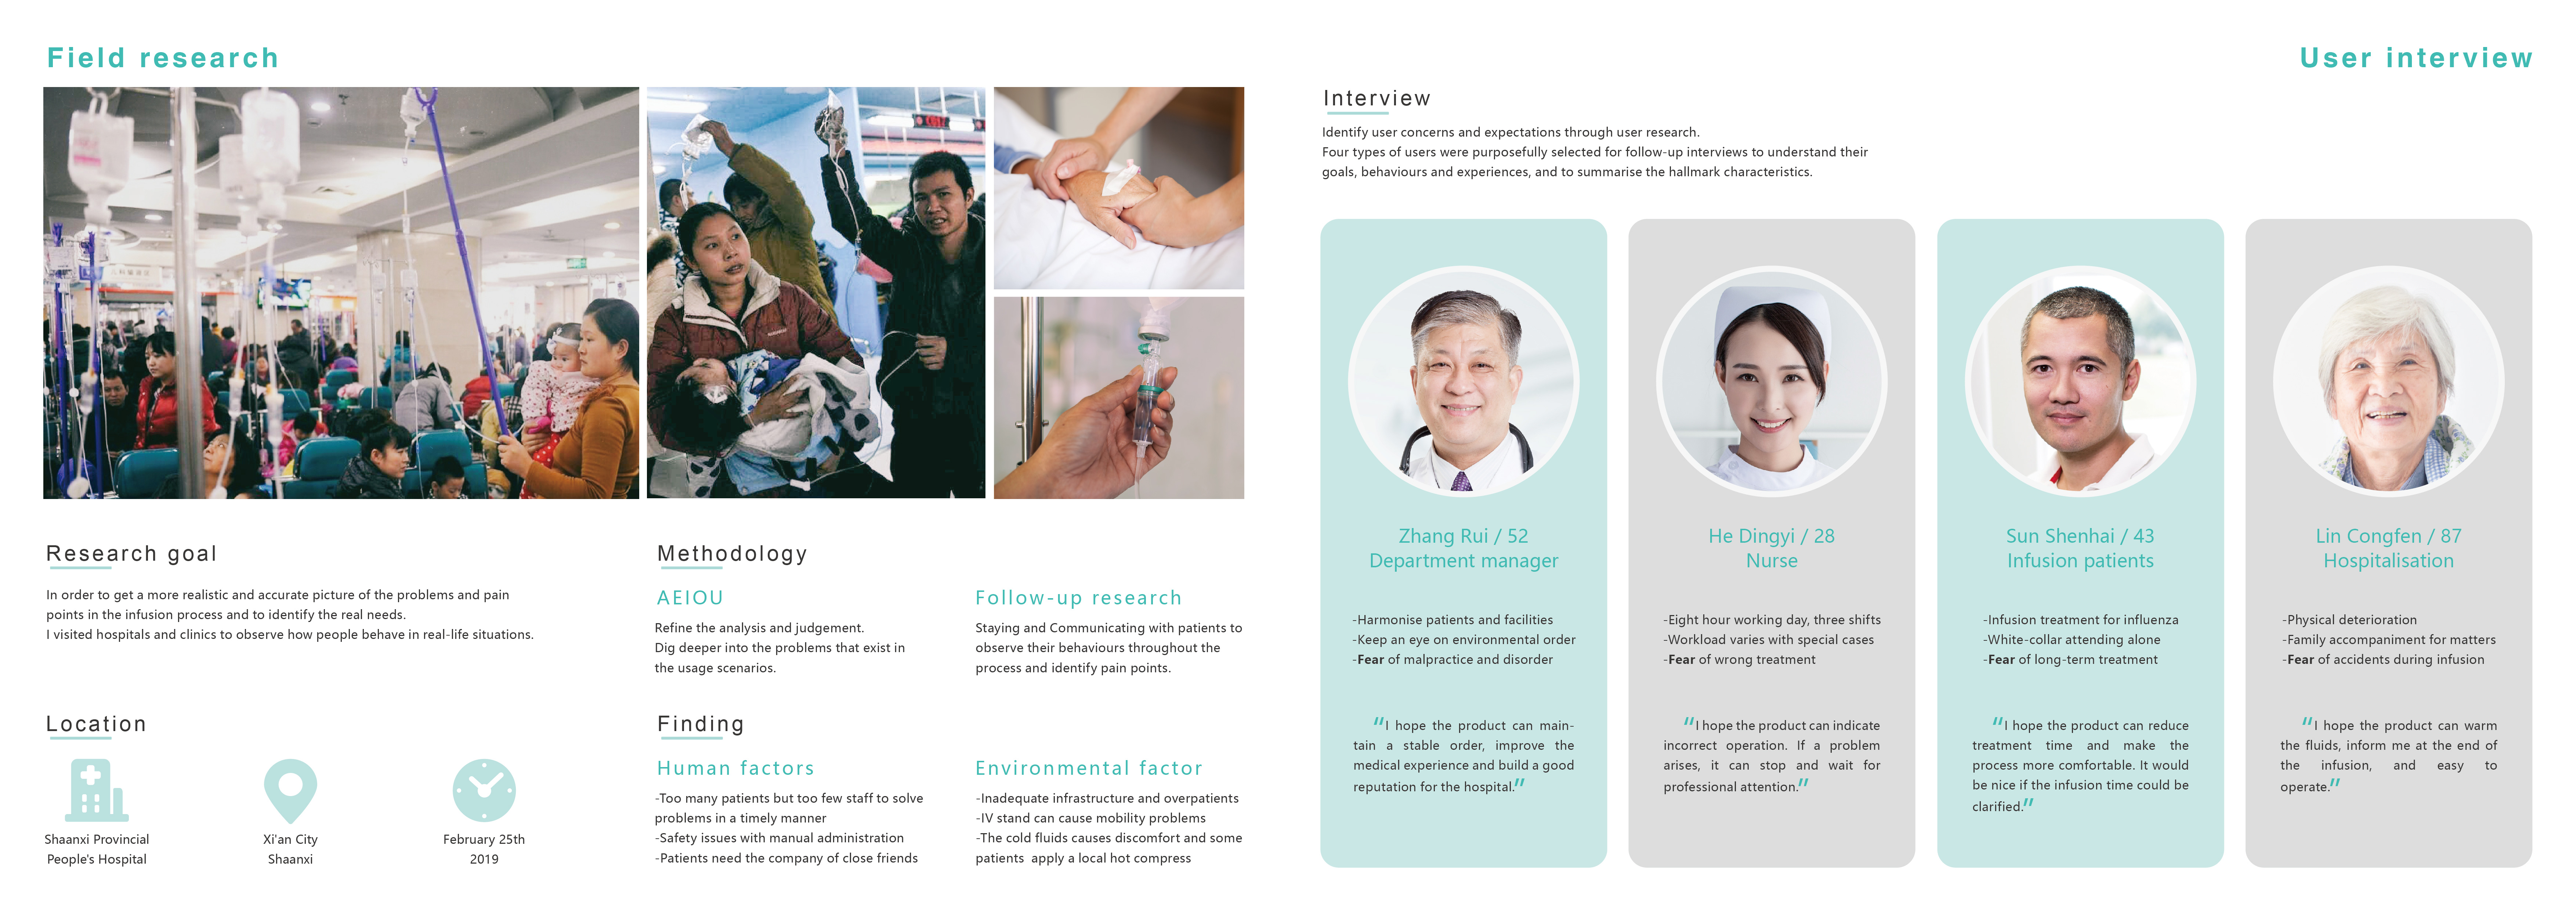 Field research
User interview
Research goal
In order to get a more realistic and accurate picture of the problems and pain
points in the infusion process and to identify the real needs.
I visited hospitals and clinics to observe how people behave in real-life situations.
Location
Shaanxi Provincial
People's Hospital
Xi'an City
Shaanxi
February 25th
2019
Methodology
AEIOU
Refine the analysis and judgement.
Dig deeper into the problems that exist in
the usage scenarios.
Follow-up research
Staying and Communicating with patients to
observe their behaviours throughout the
process and identify pain points.
Finding
Human factors
-Too many patients but too few staff to solve
problems in a timely manner
-Safety issues with manual administration
-Patients need the company of close friends
Environmental factor
-Inadequate infrastructure and overpatients
-IV stand can cause mobility problems
-The cold fluids causes discomfort and some
patients apply a local hot compress
Interview
Identify user concerns and expectations through user research.
Four types of users were purposefully selected for follow-up interviews to understand their
goals, behaviours and experiences, and to summarise the hallmark characteristics.
Zhang Rui / 52
Department manager
-Harmonise patients and facilities
-Keep an eye on environmental order
-Fear of malpractice and disorder
"I hope the product can main-
tain a stable order, improve the
medical experience and build a good
reputation for the hospital."
He Dingyi / 28
Nurse
-Eight hour working day, three shifts
-Workload varies with special cases
-Fear of wrong treatment
"I hope the product can indicate
incorrect operation. If a problem
arises, it can stop and wait for
professional attention."
Sun Shenhai / 43
Infusion patients
-Infusion treatment for influenza
-White-collar attending alone
-Fear of long-term treatment
"I hope the product can reduce
treatment time and make the
process more comfortable. It would
be nice if the infusion time could be
clarified."
Lin Congfen / 87
Hospitalisation
-Physical deterioration
-Family accompaniment for matters
-Fear of accidents during infusion
"I hope the product can warm
the fluids, inform me at the end of
the infusion, and easy to
operate."